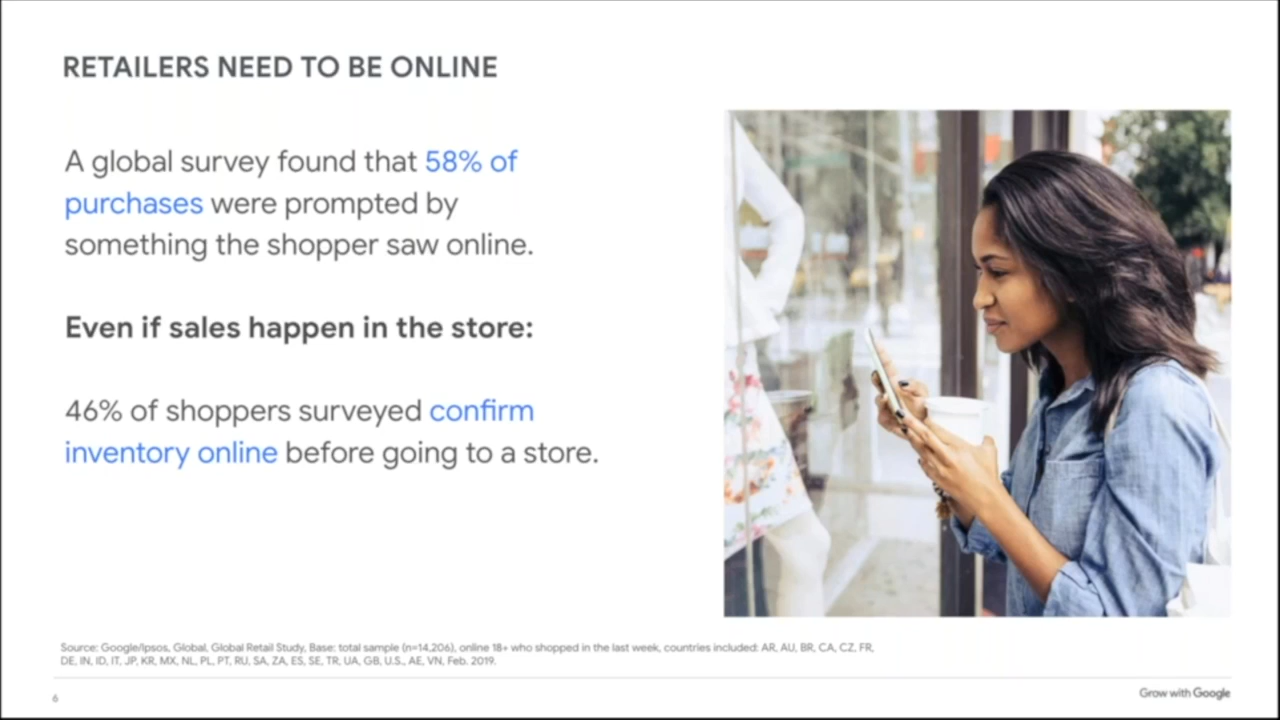 RETAILERS NEED TO BE ONLINE
A global survey found that 58% of
purchases were prompted by
something the shopper saw online.
Even if sales happen in the store:
46% of shoppers surveyed confirm
inventory online before going to a store.
Source: Google/Ipsos, Global, Global Retail Study, Base: total sample (n=14,206), online 18+ who shopped in the last week, countries included: AR, AU, BR, CA, CZ, FR,
DE, IN, ID, IT, JP, KR, MX, NL, PL, PT, RU, SA, ZA, ES, SE, TR, UA, GB, U.S., AE, VN, Feb. 2019.
6
Grow with Google